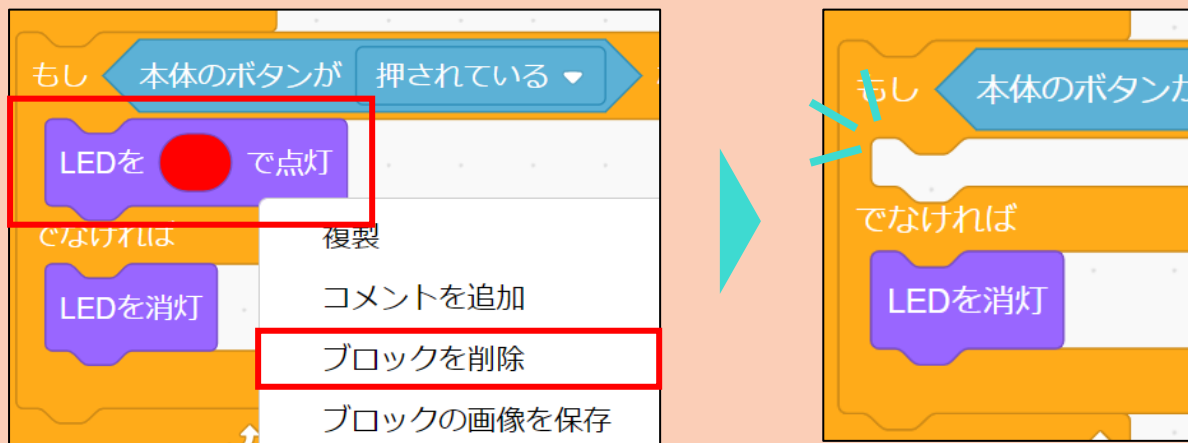 もし 本体のボタンが 押されている
LEDを で点灯
でなければ
LEDを消灯
複製
コメントを追加
ブロックを削除
ブロックの画像を保存
もし 本体のボタンが
でなければ
LEDを消灯